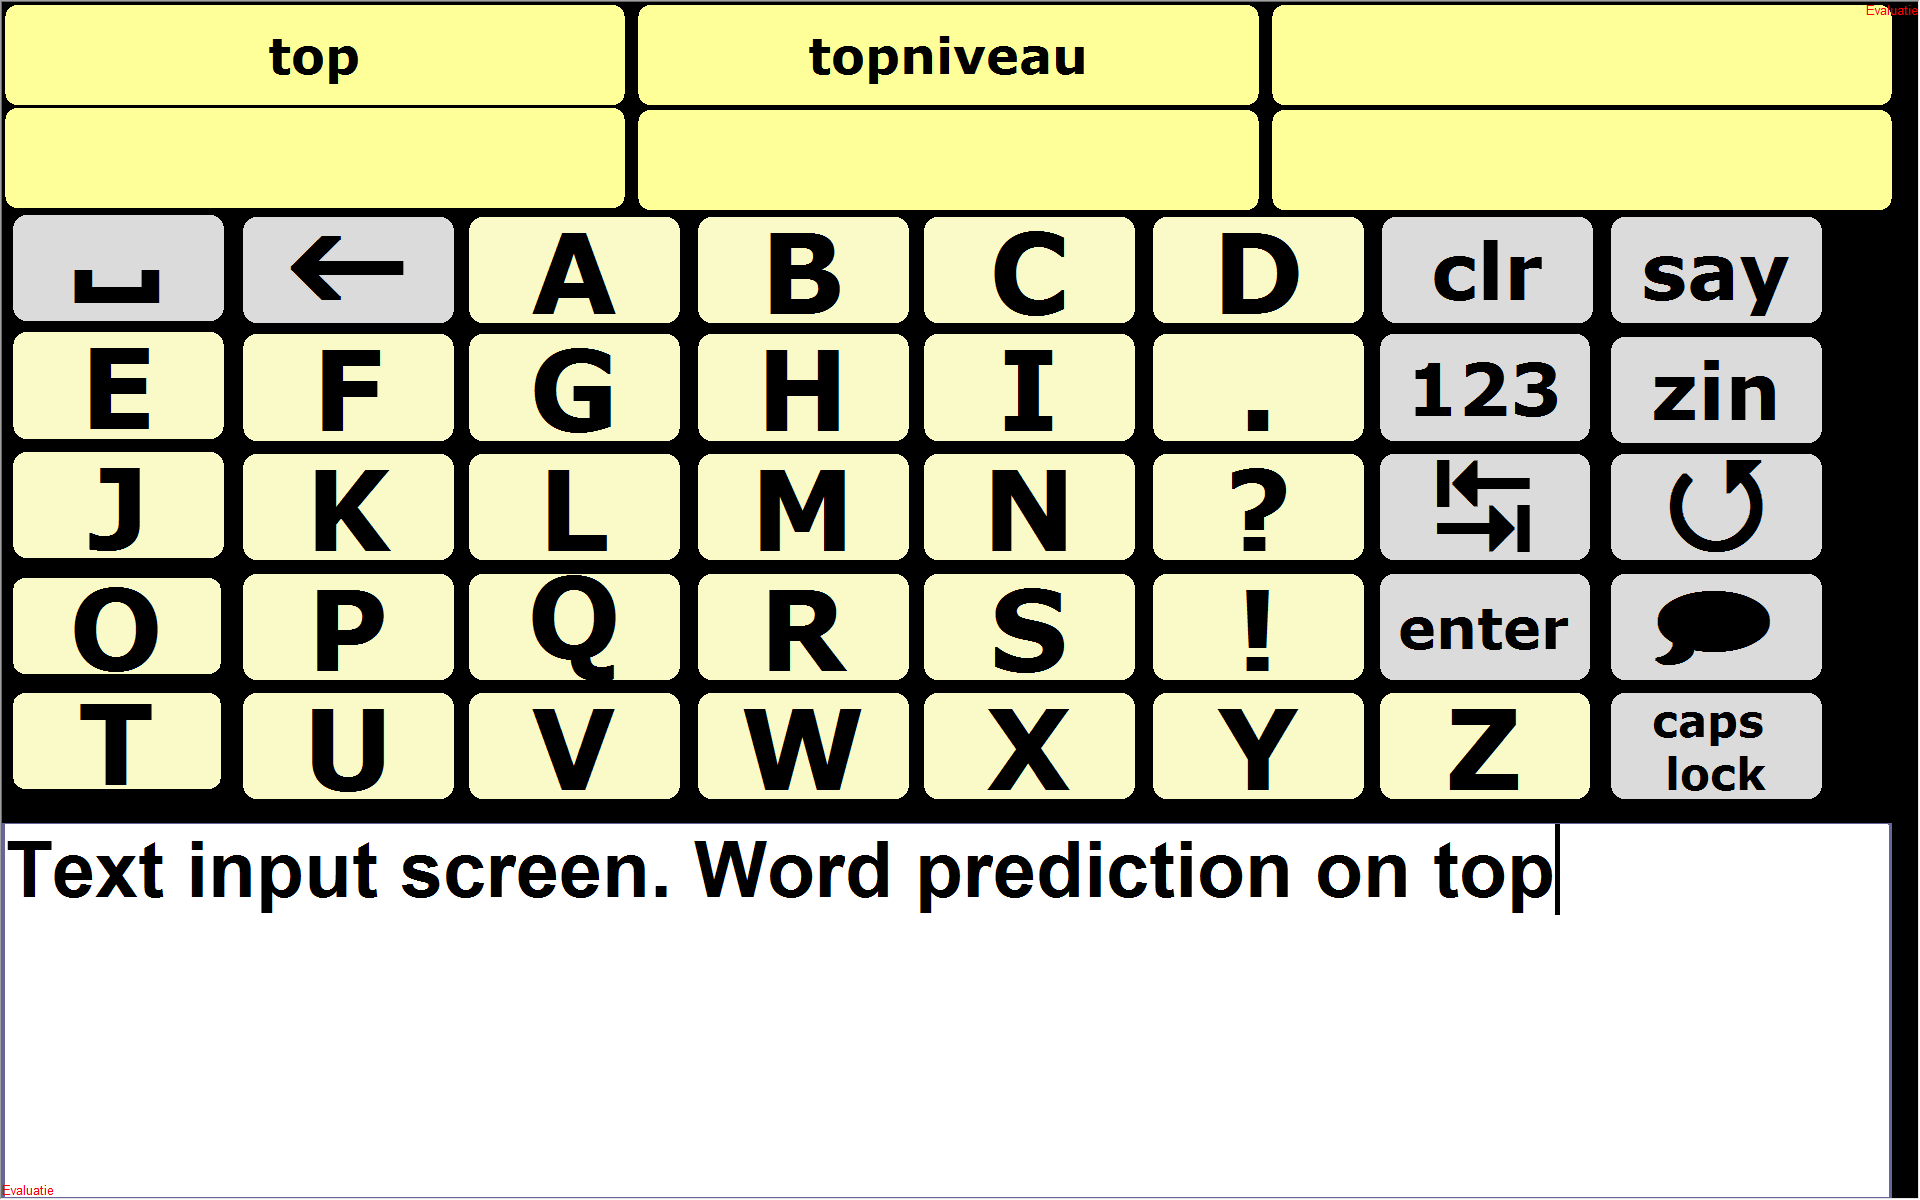 Evaluatie
top topniveau
A B C D clr say
E F G H I . 123 zin
J K L M N ?
O P Q R S ! enter
T U V W X Y Z caps lock
Text input screen. Word prediction on top
Evaluatie